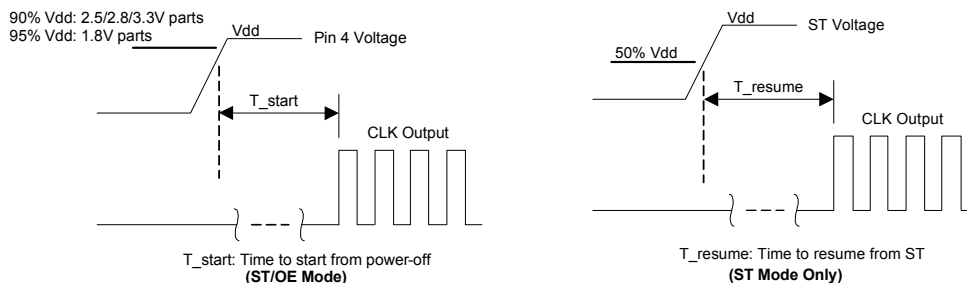 90% Vdd: 2.5/2.8/3.3V parts
95% Vdd: 1.8V parts
Vdd
Pin 4 Voltage
T_start
CLK Output
T_start: Time to start from power-off
(ST/OE Mode)
Vdd
ST Voltage
50% Vdd
T_resume
CLK Output
T_resume: Time to resume from ST
(ST Mode Only)